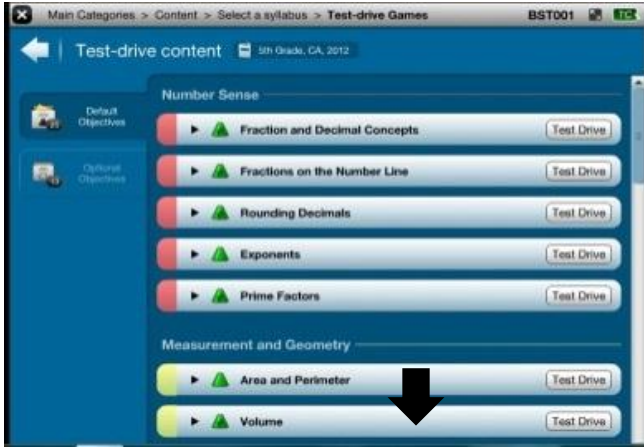 Main Categories > Content > Select a syllabus > Test-drive Games BST001
Test-drive content 5th Grade, CA, 2012
Default
Objectives
Optional
Objectives
Number Sense
Fraction and Decimal Concepts Test Drive
Fractions on the Number Line Test Drive
Rounding Decimals Test Drive
Exponents Test Drive
Prime Factors Test Drive
Measurement and Geometry
Area and Perimeter Test Drive
Volume Test Drive